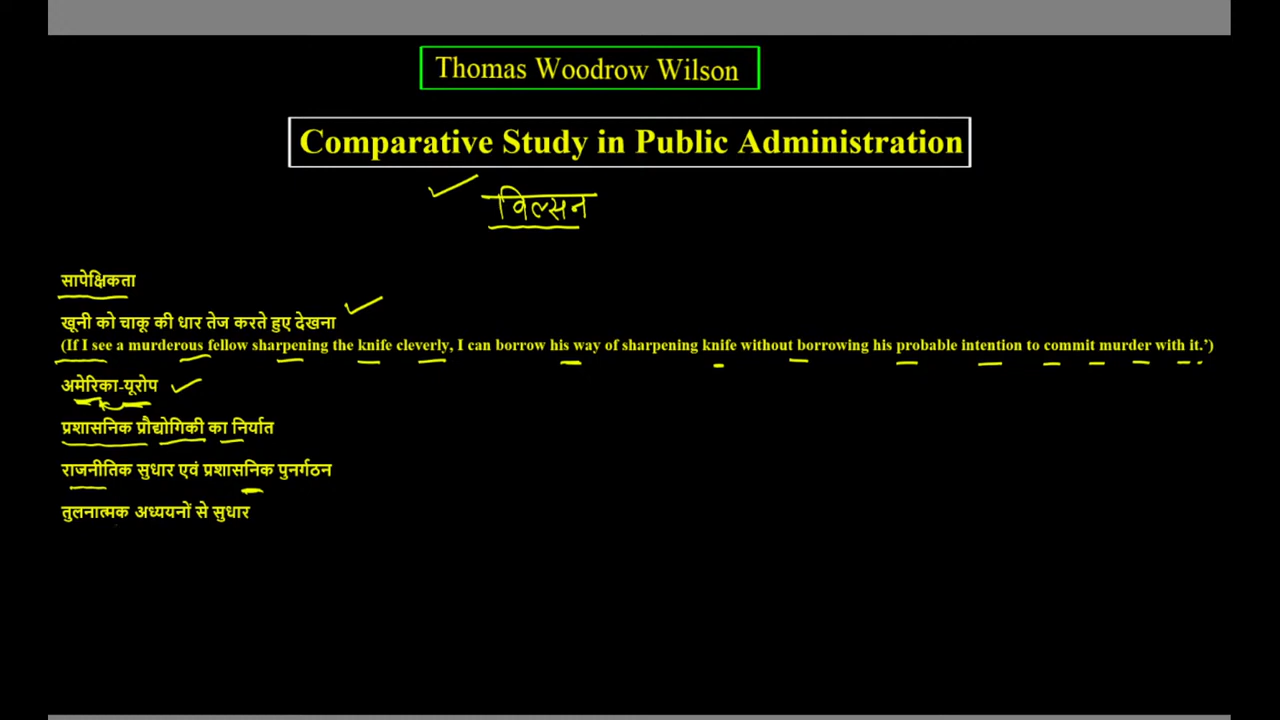 Thomas Woodrow Wilson
Comparative Study in Public Administration
विल्सन
सापेक्षिकता
खूनी को चाकू की धार तेज करते हुए देखना
(If I see a murderous fellow sharpening the knife cleverly, I can borrow his way of sharpening knife without borrowing his probable intention to commit murder with it.’)
अमेरिका-यूरोप
प्रशासनिक प्रौद्योगिकी का निर्यात
राजनीतिक सुधार एवं प्रशासनिक पुनर्गठन
तुलनात्मक अध्ययनों से सुधार